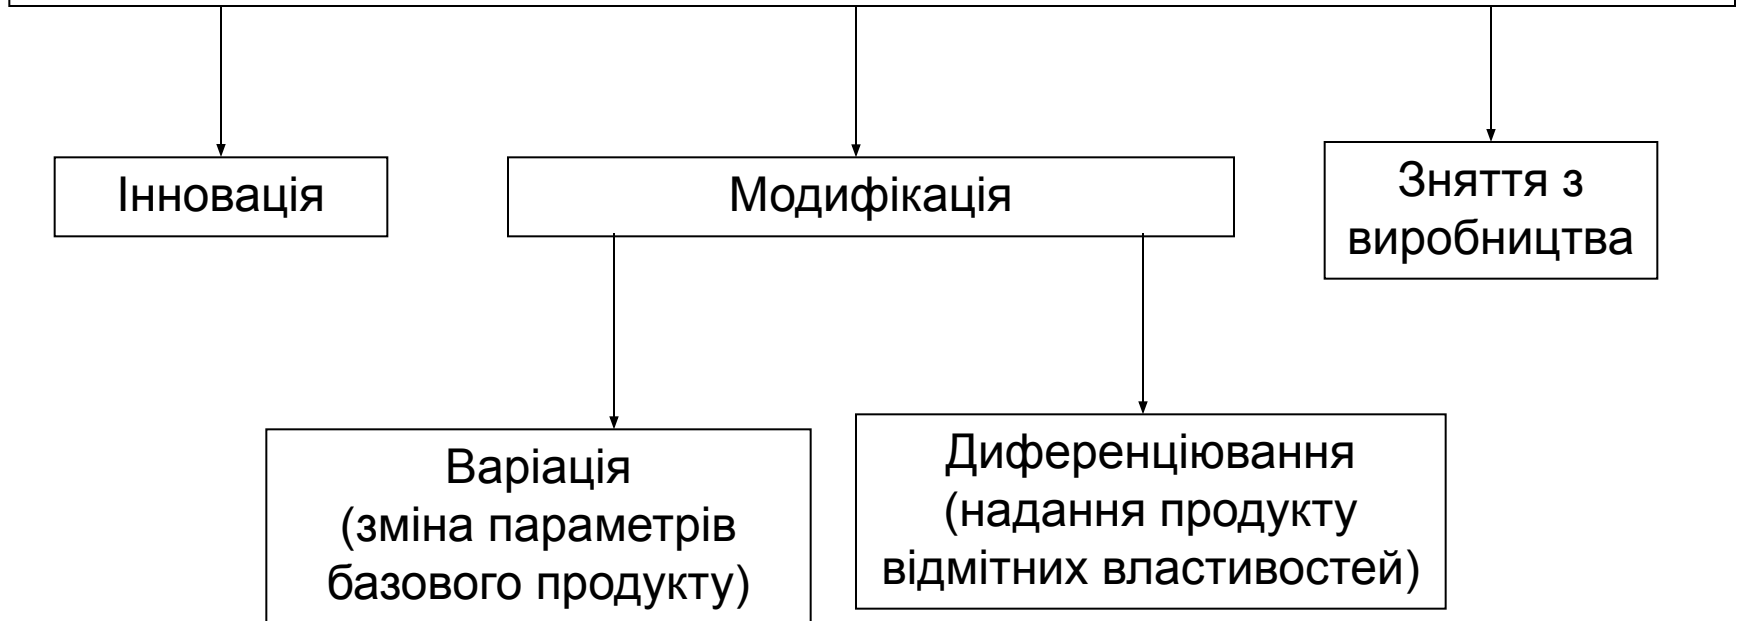 Інновація
Модифікація
Зняття з
виробництва
Варіація
(зміна параметрів
базового продукту)
Диференціювання
(надання продукту
відмітних властивостей)